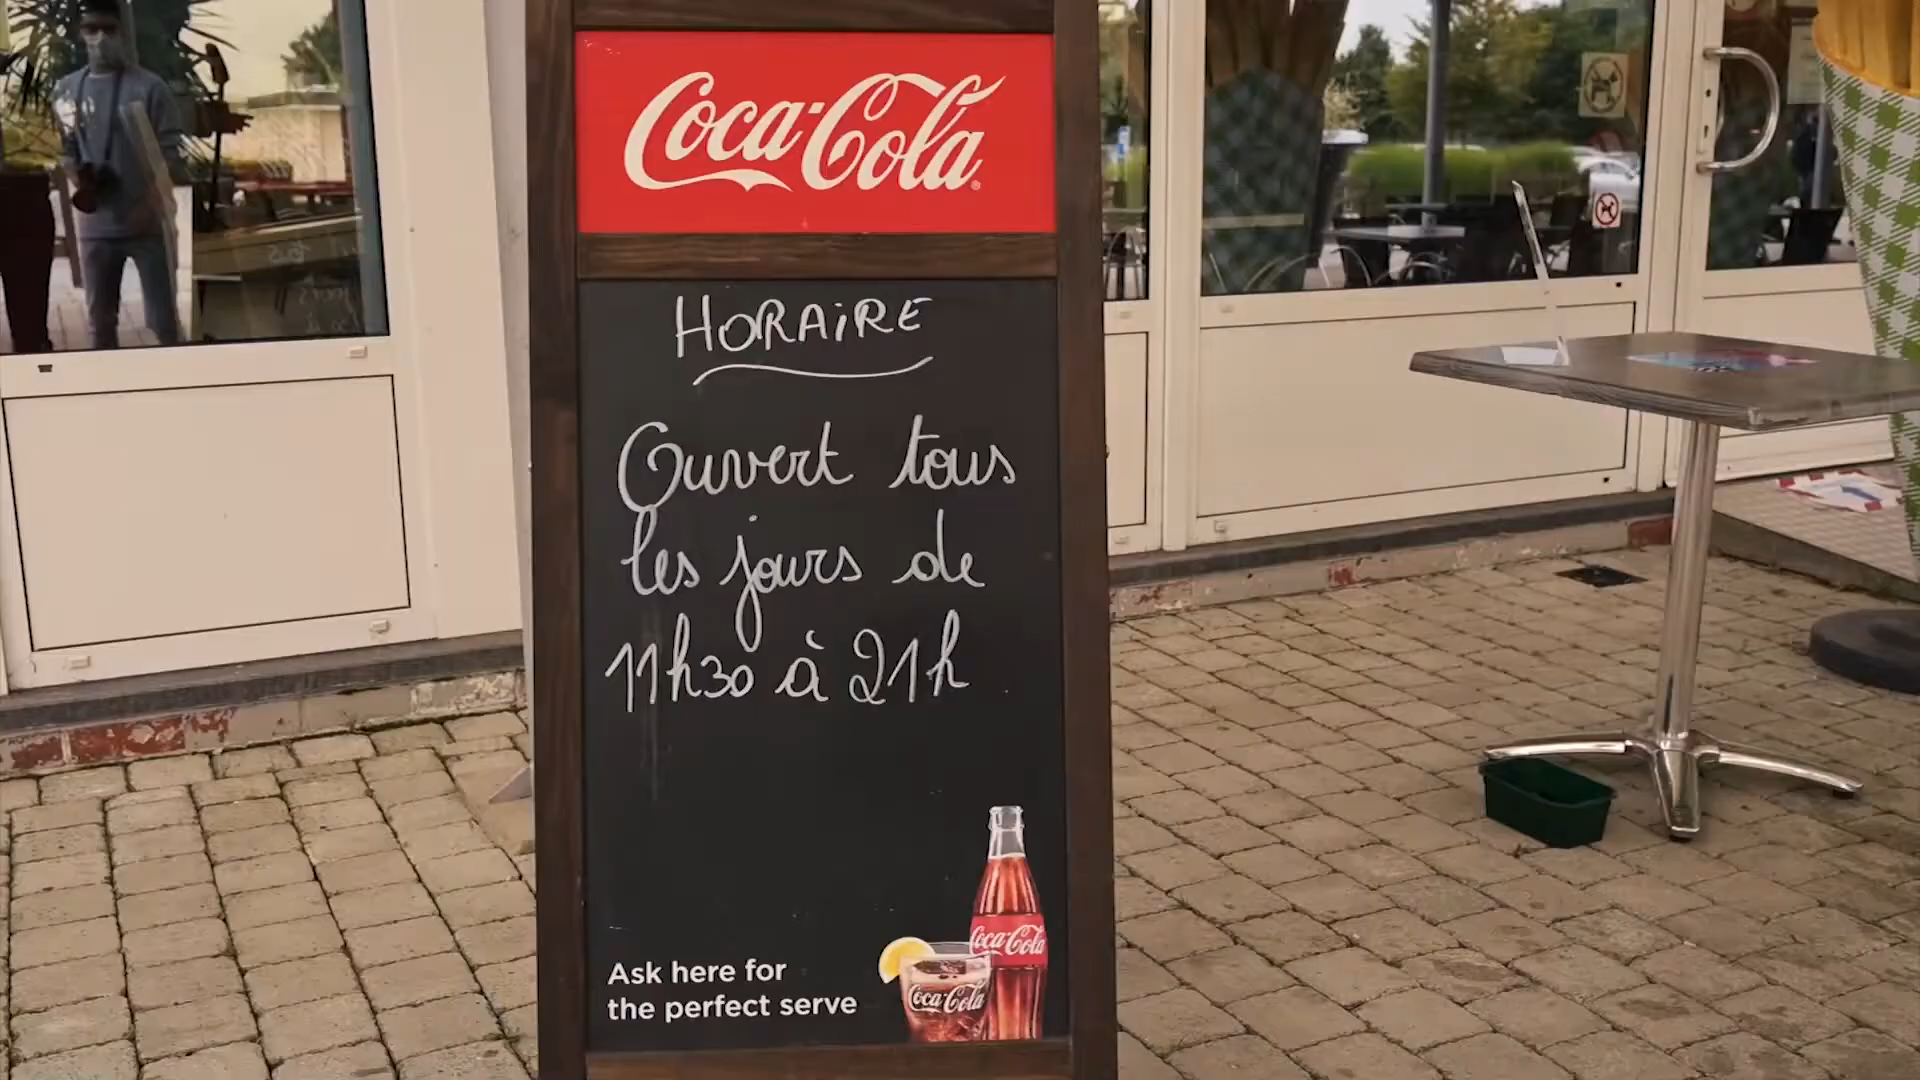 Coca-Cola
HORAIRE
Ouvert tous
les jours de
11h30 à 21h
Ask here for
the perfect serve
Coca-Cola
Coca-Cola